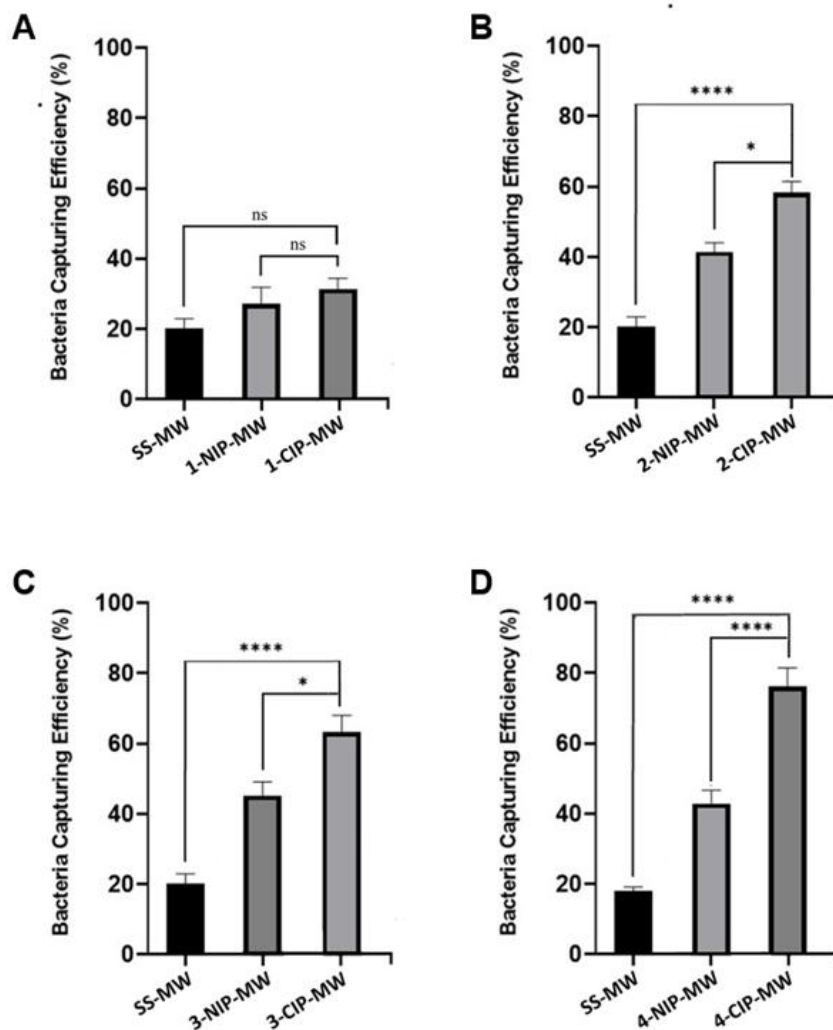 A
Bacteria Capturing Efficiency (%)
100
80
60
40
20
0
ns
ns
SS-MW
1-NIP-MW
1-CIP-MW
B
Bacteria Capturing Efficiency (%)
100
80
60
40
20
0
****
*
SS-MW
2-NIP-MW
2-CIP-MW
C
Bacteria Capturing Efficiency (%)
100
80
60
40
20
0
****
*
SS-MW
3-NIP-MW
3-CIP-MW
D
Bacteria Capturing Efficiency (%)
100
80
60
40
20
0
****
****
SS-MW
4-NIP-MW
4-CIP-MW